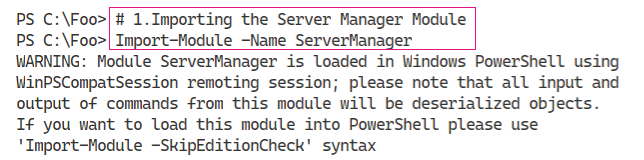 PS C:\Foo> # 1.Importing the Server Manager Module
PS C:\Foo> Import-Module -Name ServerManager
WARNING: Module ServerManager is loaded in Windows PowerShell using
WinPSCompatSession remoting session; please note that all input and
output of commands from this module will be deserialized objects.
If you want to load this module into PowerShell please use
'Import-Module -SkipEditionCheck' syntax